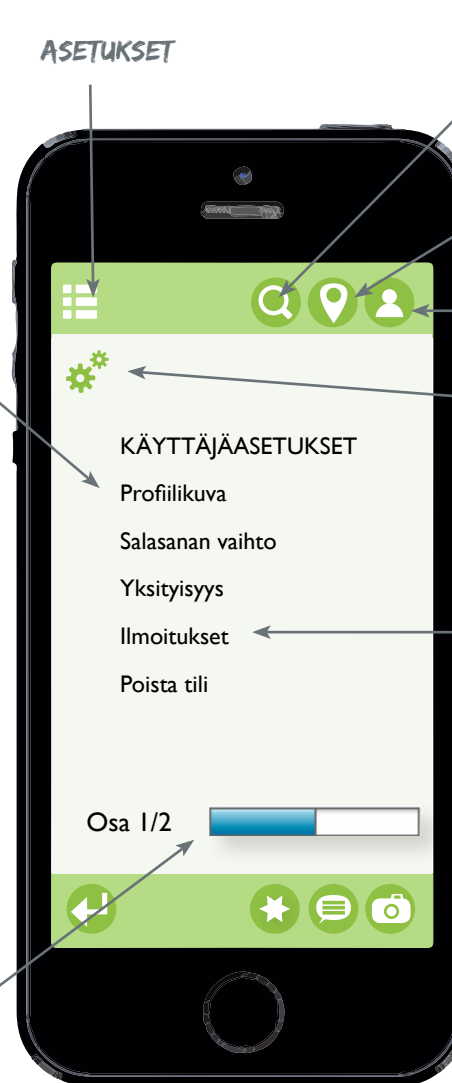 ASETUKSET
KÄYTTÄJÄASETUKSET
Profiilikuva
Salasanan vaihto
Yksityisyys
Ilmoitukset
Poista tili
Osa 1/2